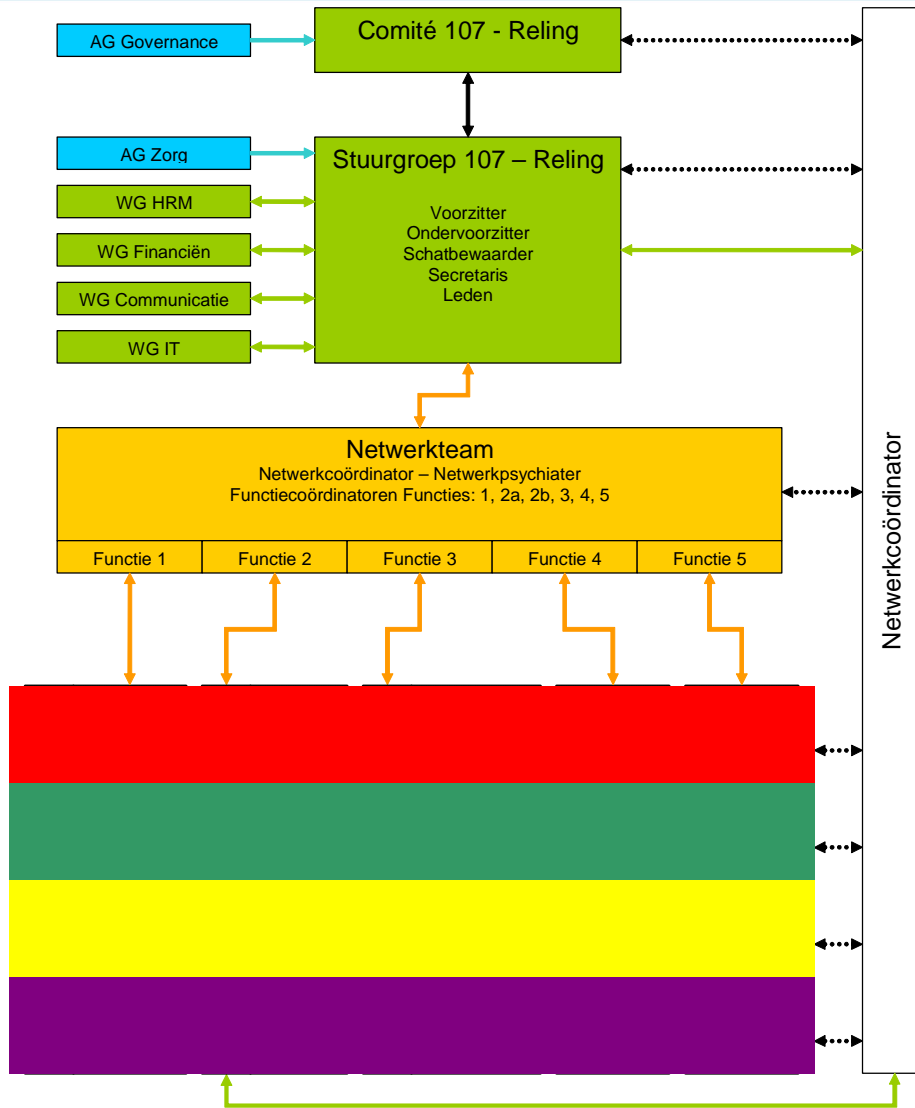 AG Governance
Comité 107 - Reling
AG Zorg
WG HRM
WG Financiën
WG Communicatie
WG IT
Stuurgroep 107 – Reling
Voorzitter
Ondervoorzitter
Schatbewaarder
Secretaris
Leden
Netwerkteam
Netwerkcoördinator – Netwerkpsychiater
Functiecoördinatoren Functies: 1, 2a, 2b, 3, 4, 5
Functie 1
Functie 2
Functie 3
Functie 4
Functie 5
Netwerkcoördinator